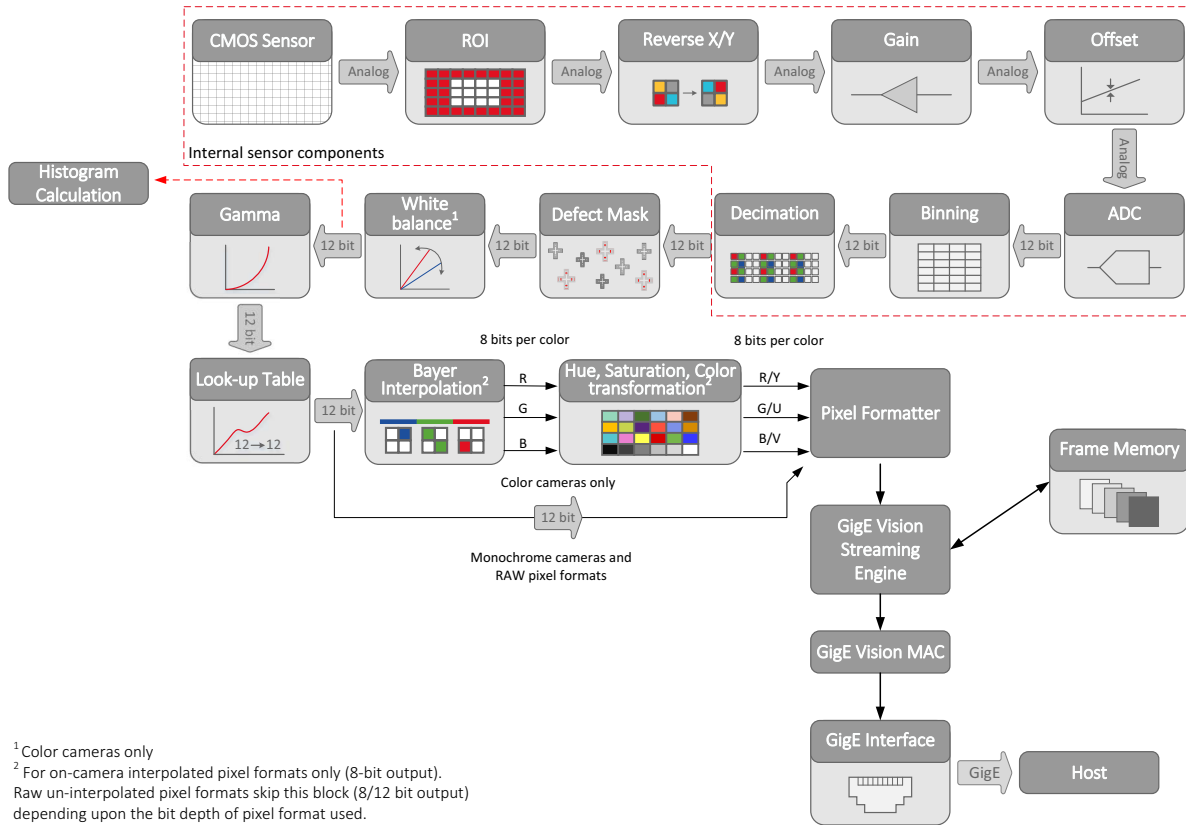 CMOS Sensor
Analog
ROI
Analog
Reverse X/Y
Analog
Gain
Analog
Offset
Internal sensor components
Analog
Histogram
Calculation
Gamma
12 bit
White
balance¹
12 bit
Defect Mask
12 bit
Decimation
12 bit
Binning
12 bit
ADC
12 bit
8 bits per color
8 bits per color
Look-up Table
12→12
12 bit
Bayer
Interpolation²
R
G
B
Hue, Saturation, Color
transformation²
R/Y
G/U
B/V
Pixel Formatter
Color cameras only
12 bit
Monochrome cameras and
RAW pixel formats
Frame Memory
GigE Vision
Streaming
Engine
GigE Vision MAC
GigE Interface
GigE
Host
¹ Color cameras only
² For on-camera interpolated pixel formats only (8-bit output).
Raw un-interpolated pixel formats skip this block (8/12 bit output)
depending upon the bit depth of pixel format used.